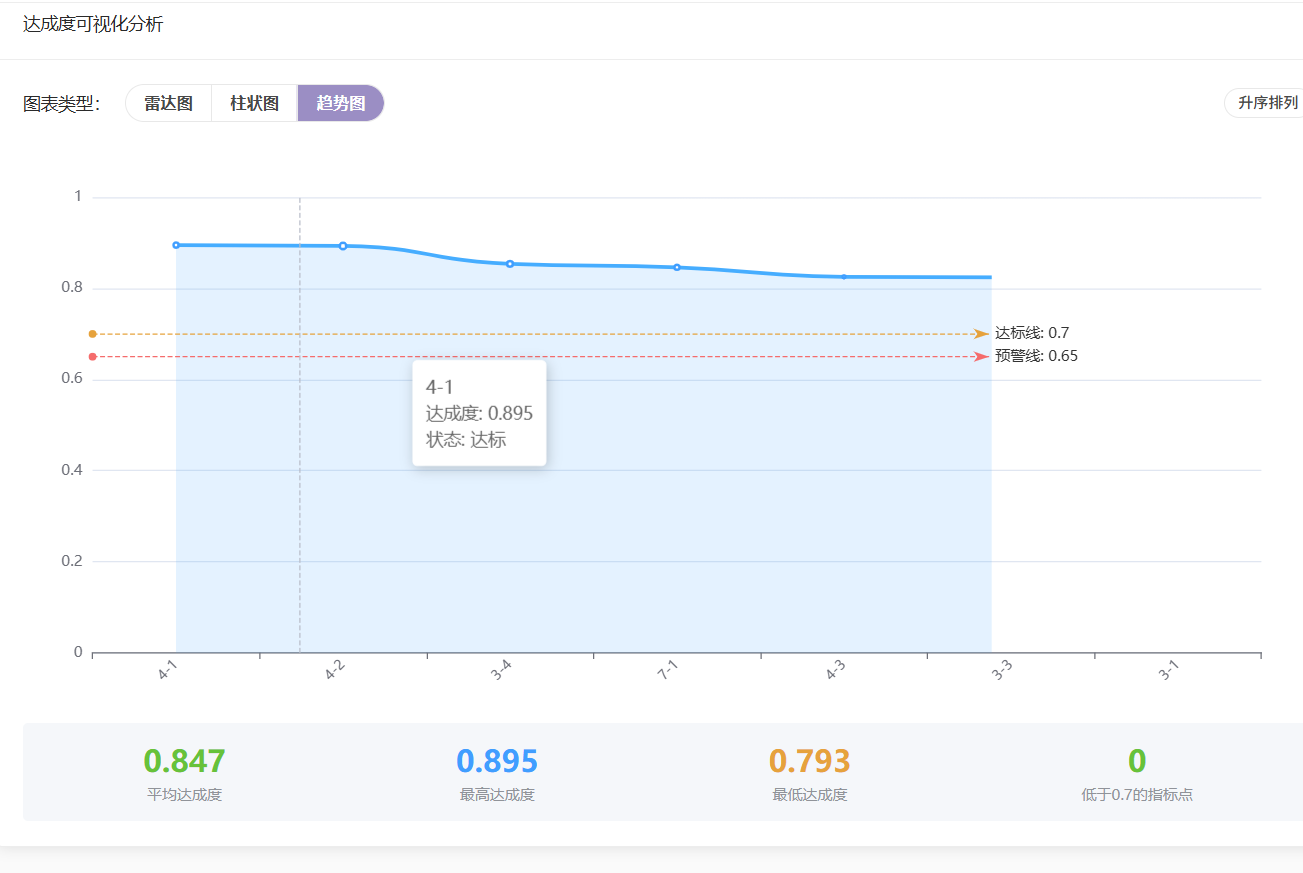 达成度可视化分析
图表类型： 雷达图 柱状图 趋势图 升序排列
1
0.8
达标线: 0.7
预警线: 0.65
0.6
4-1
达成度: 0.895
状态: 达标
0.4
0.2
0
4-1 4-2 3-4 7-1 4-3 3-3 3-1
0.847 0.895 0.793 0
平均达成度 最高达成度 最低达成度 低于0.7的指标点